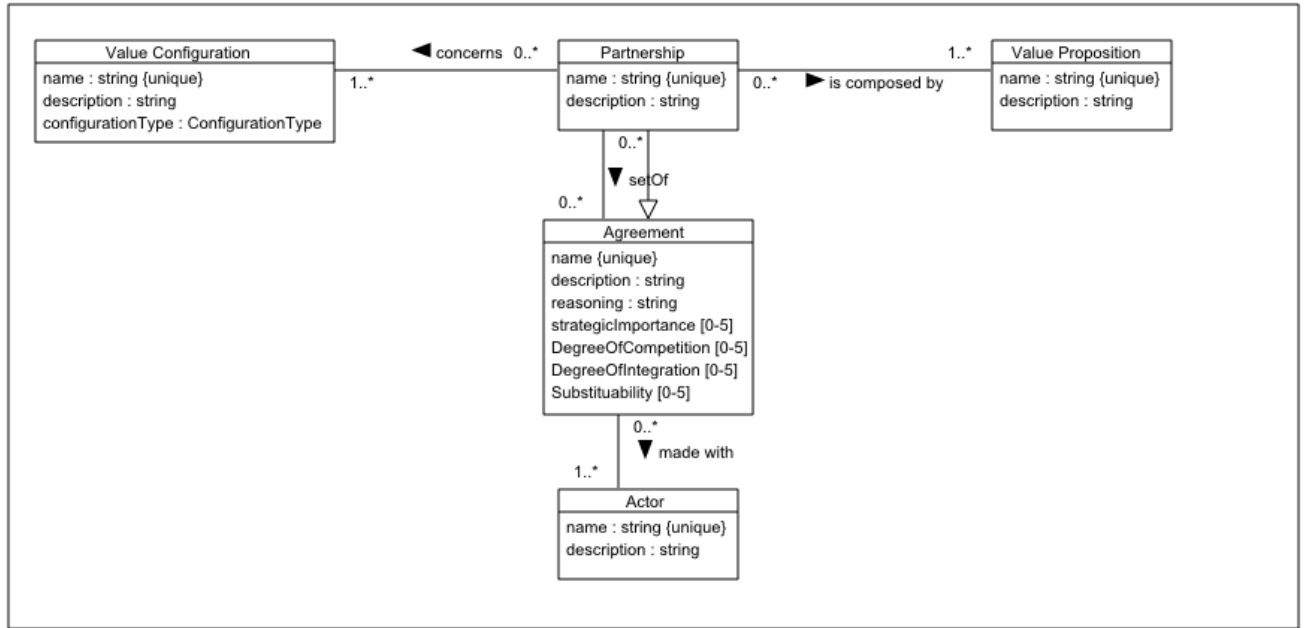 Value Configuration
name : string {unique}
description : string
configurationType : ConfigurationType
concerns 0..*
1..*
Partnership
name : string {unique}
description : string
1..*
0..*
is composed by
Value Proposition
name : string {unique}
description : string
0..*
setOf
0..*
Agreement
name {unique}
description : string
reasoning : string
strategicImportance [0-5]
DegreeOfCompetition [0-5]
DegreeOfIntegration [0-5]
Substituability [0-5]
0..*
made with
1..*
Actor
name : string {unique}
description : string